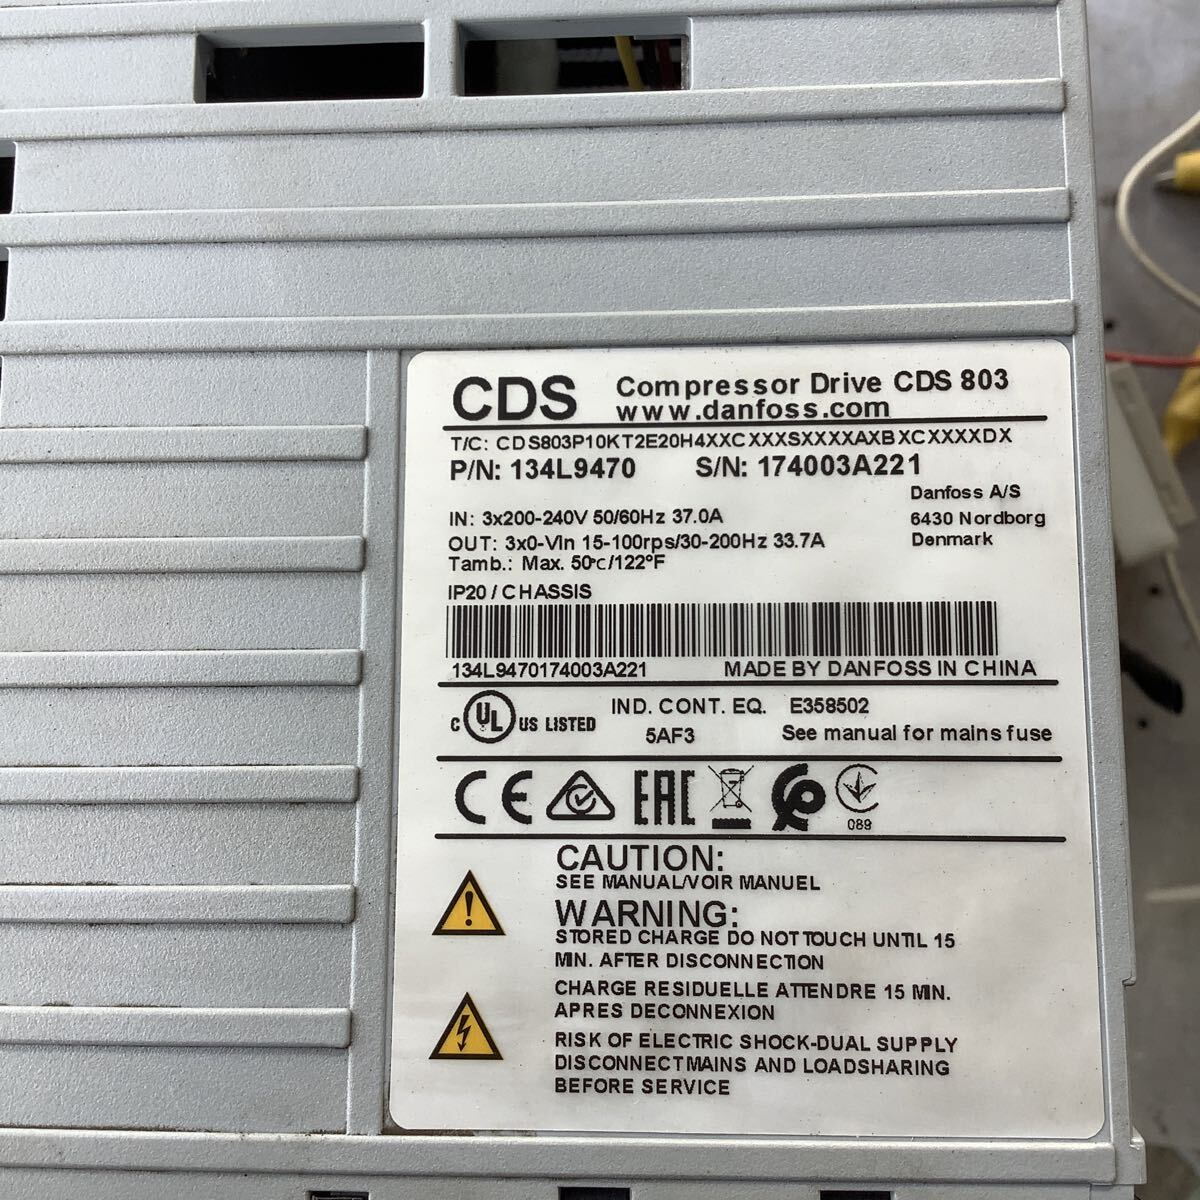 CDS Compressor Drive CDS 803
www.danfoss.com
T/C: CDS803P10KT2E20H4XXCXXXSXXXXAXBXCXXXXDX
P/N: 134L9470 S/N: 174003A221
Danfoss A/S
IN: 3x200-240V 50/60Hz 37.0A
6430 Nordborg
OUT: 3x0-Vin 15-100rps/30-200Hz 33.7A
Denmark
Tamb.: Max. 50°C/122°F
IP20 / CHASSIS
134L9470174003A221 MADE BY DANFOSS IN CHINA
C UL US LISTED IND. CONT. EQ. E358502
5AF3 See manual for mains fuse
CE EAC
089
CAUTION:
SEE MANUAL/VOIR MANUEL
WARNING:
STORED CHARGE DO NOT TOUCH UNTIL 15
MIN. AFTER DISCONNECTION
CHARGE RESIDUELLE ATTENDRE 15 MIN.
APRES DECONNEXION
RISK OF ELECTRIC SHOCK-DUAL SUPPLY
DISCONNECT MAINS AND LOADSHARING
BEFORE SERVICE